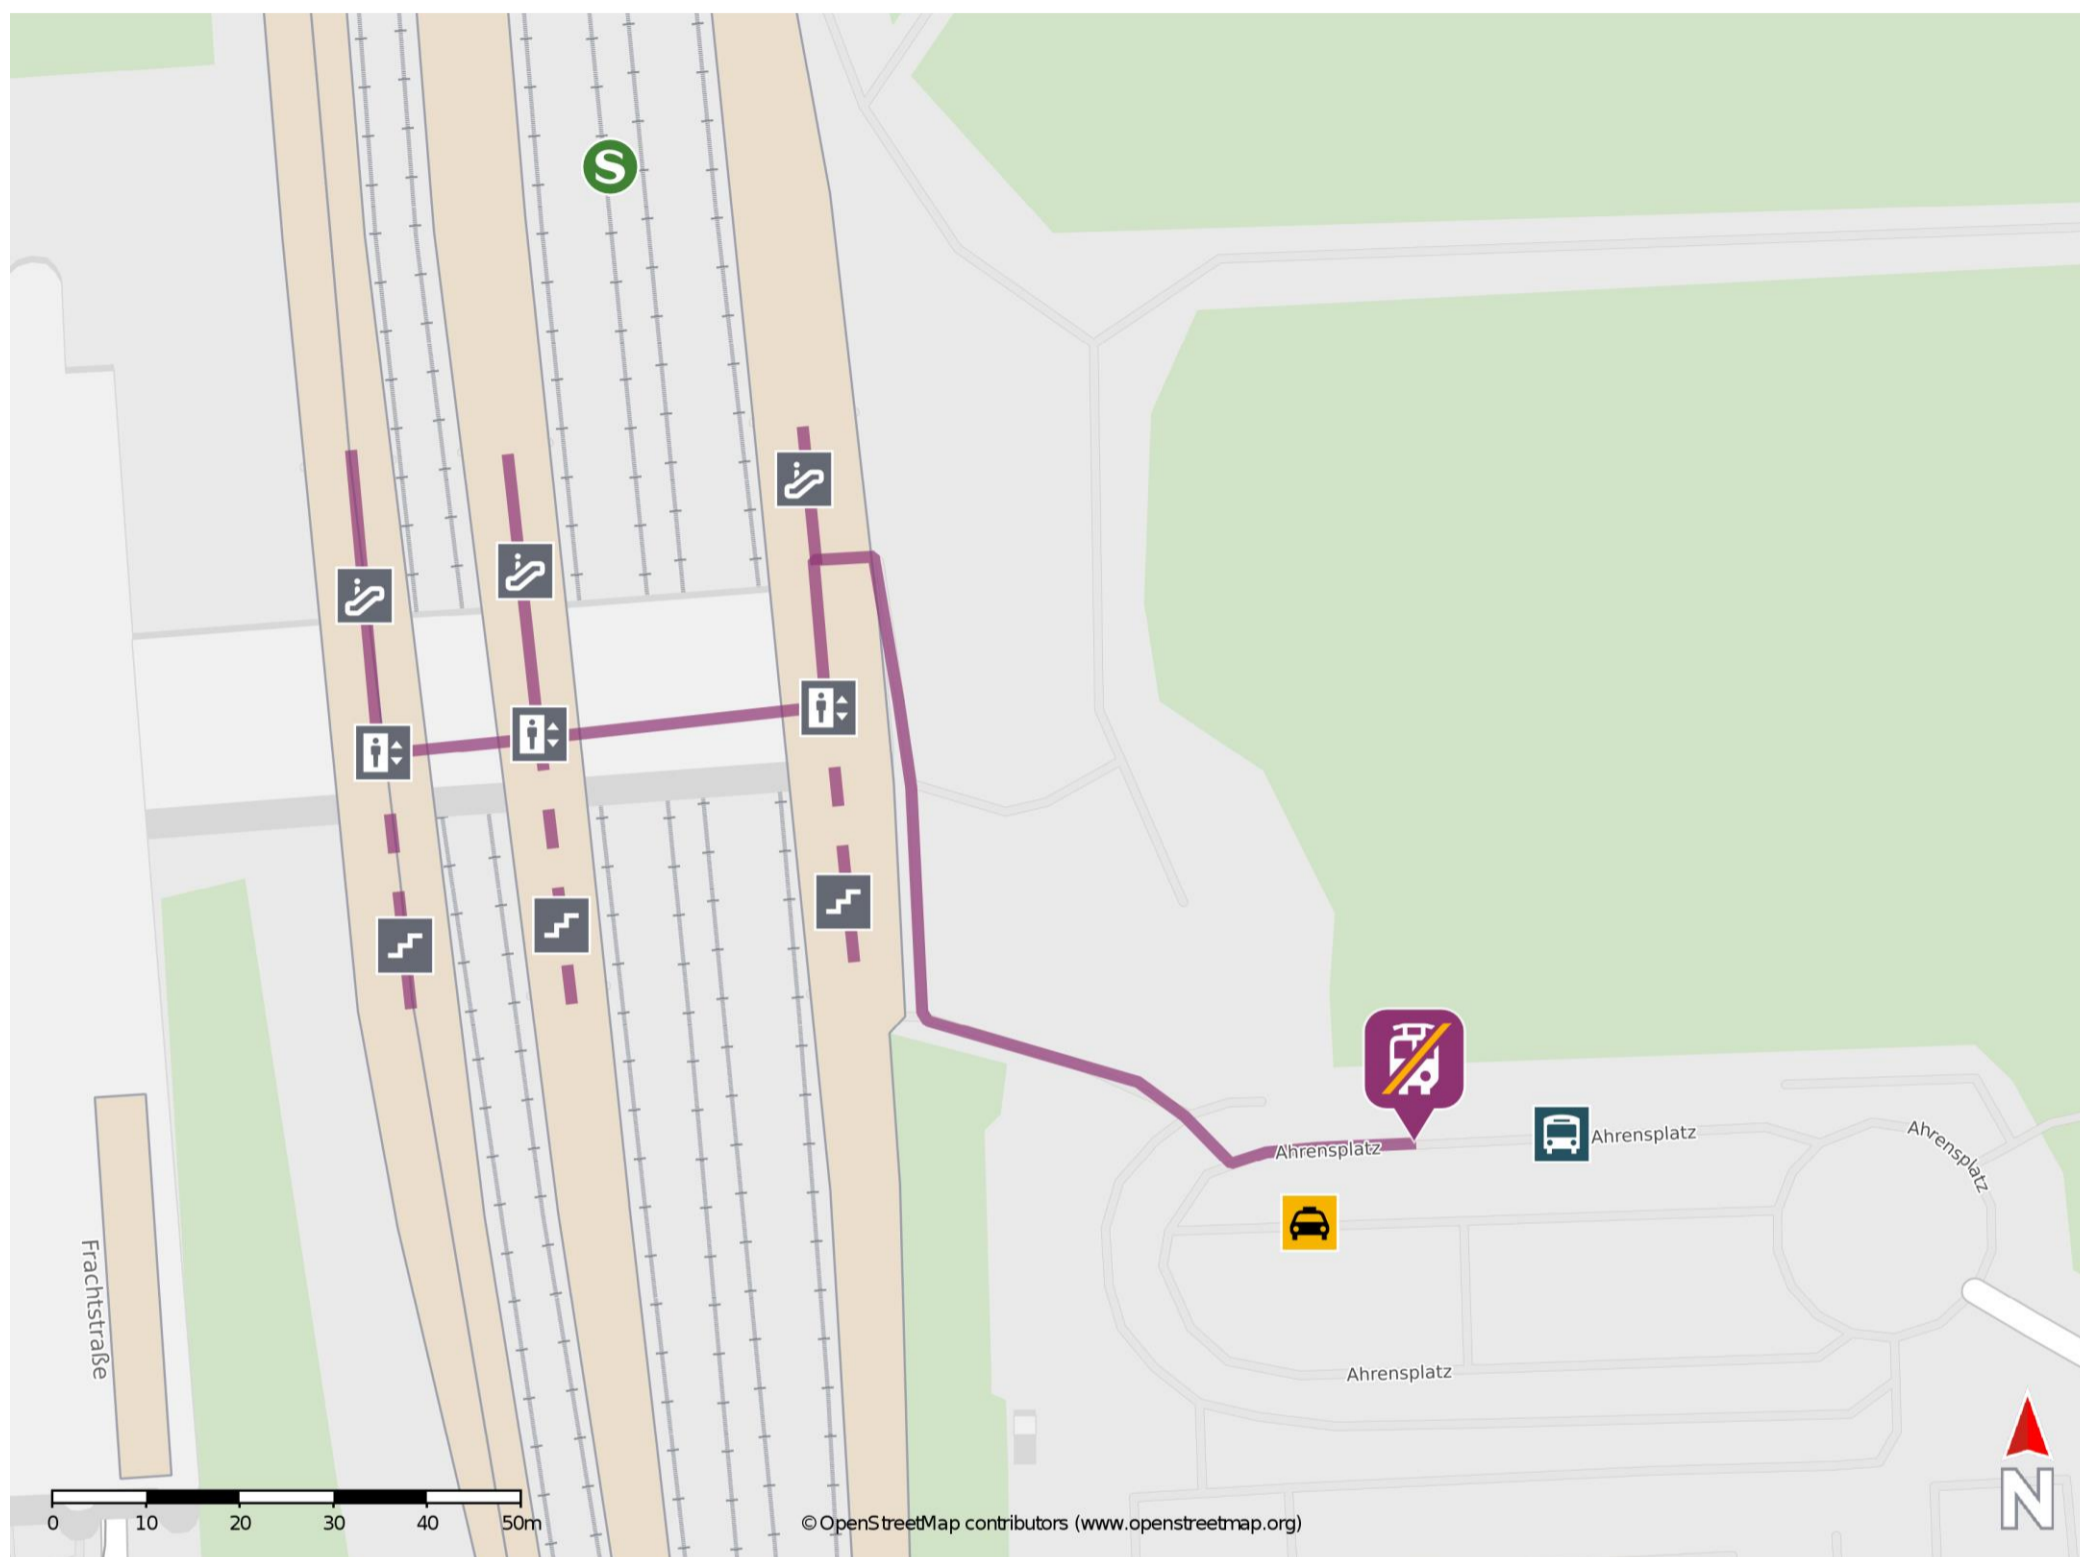 S
Ahrensplatz
Ahrensplatz
Ahrensplatz
Frachtstraße
Ahrensplatz
N
0 10 20 30 40 50m
© OpenStreetMap contributors (www.openstreetmap.org)